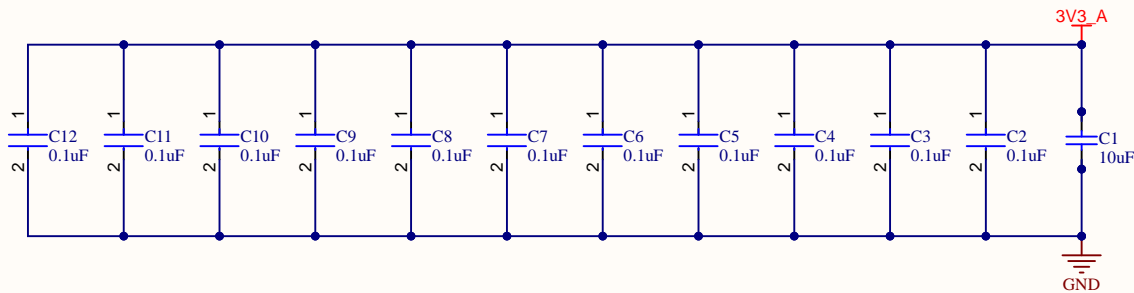 3V3_A
1 1 1 1 1 1 1 1 1 1 1
C12 C11 C10 C9 C8 C7 C6 C5 C4 C3 C2 C1
0.1uF 0.1uF 0.1uF 0.1uF 0.1uF 0.1uF 0.1uF 0.1uF 0.1uF 0.1uF 0.1uF 10uF
2 2 2 2 2 2 2 2 2 2 2
GND